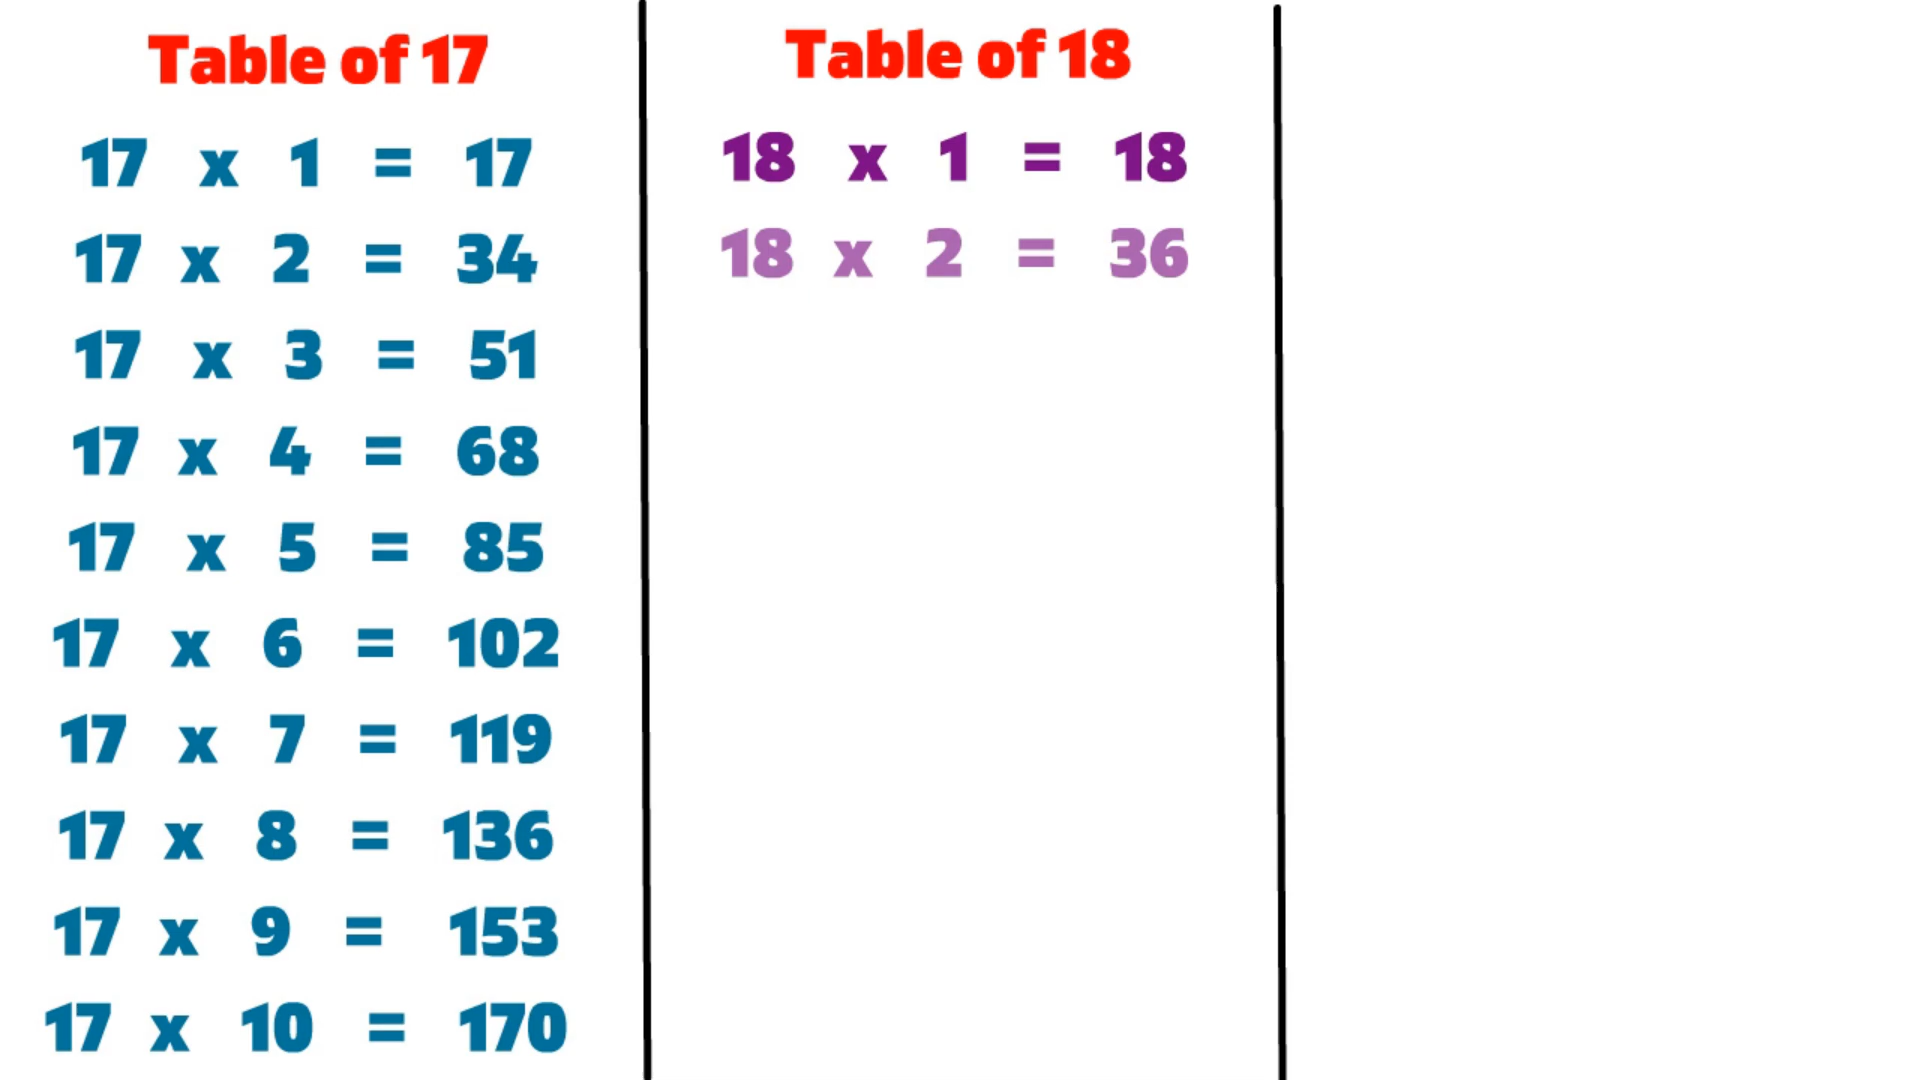 Table of 17
17 x 1 = 17
17 x 2 = 34
17 x 3 = 51
17 x 4 = 68
17 x 5 = 85
17 x 6 = 102
17 x 7 = 119
17 x 8 = 136
17 x 9 = 153
17 x 10 = 170
Table of 18
18 x 1 = 18
18 x 2 = 36